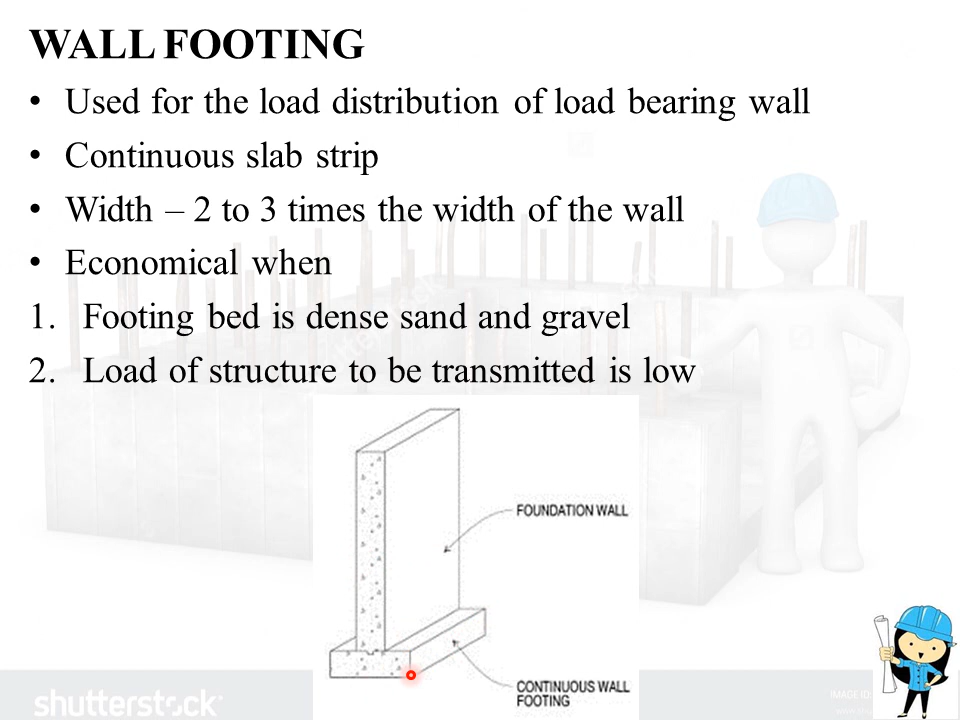 WALL FOOTING
• Used for the load distribution of load bearing wall
• Continuous slab strip
• Width – 2 to 3 times the width of the wall
• Economical when
1. Footing bed is dense sand and gravel
2. Load of structure to be transmitted is low
FOUNDATION WALL
CONTINUOUS WALL
FOOTING
shutterstock
IMAGE ID: